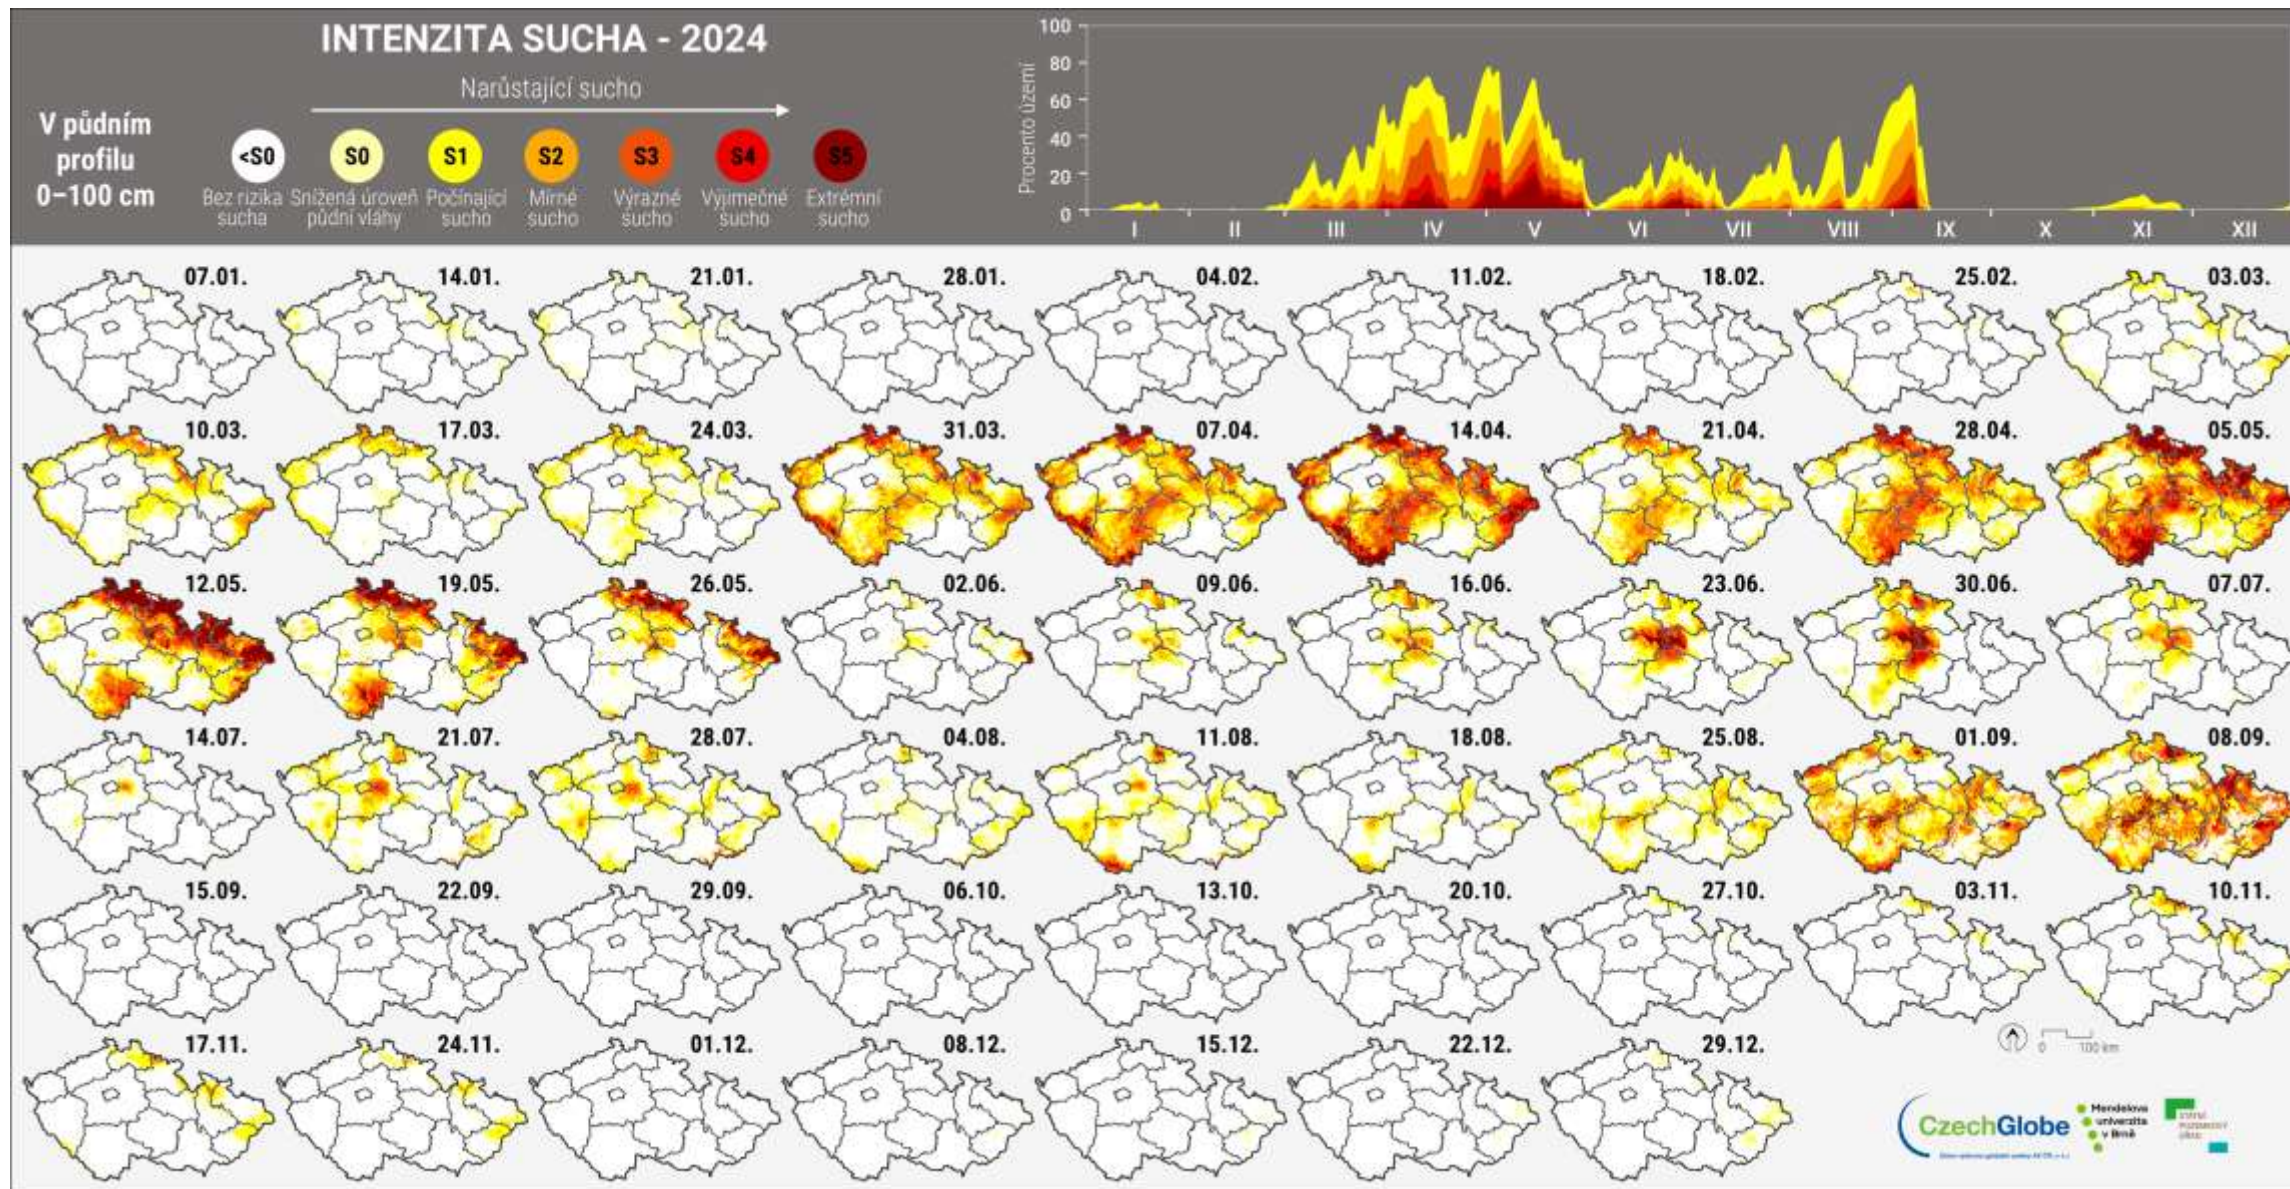 INTENZITA SUCHA - 2024
Narůstající sucho
V půdním
profilu
0–100 cm
<S0
S0
S1
S2
S3
S4
S5
Bez rizika
sucha
Snížená úroveň
půdní vláhy
Počínající
sucho
Mírné
sucho
Výrazné
sucho
Výjimečné
sucho
Extrémní
sucho
Procento území
100
80
60
40
20
0
I II III IV V VI VII VIII IX X XI XII
07.01. 14.01. 21.01. 28.01. 04.02. 11.02. 18.02. 25.02. 03.03.
10.03. 17.03. 24.03. 31.03. 07.04. 14.04. 21.04. 28.04. 05.05.
12.05. 19.05. 26.05. 02.06. 09.06. 16.06. 23.06. 30.06. 07.07.
14.07. 21.07. 28.07. 04.08. 11.08. 18.08. 25.08. 01.09. 08.09.
15.09. 22.09. 29.09. 06.10. 13.10. 20.10. 27.10. 03.11. 10.11.
17.11. 24.11. 01.12. 08.12. 15.12. 22.12. 29.12.
0 100 km
CzechGlobe
Mendelova
univerzita
v Brně